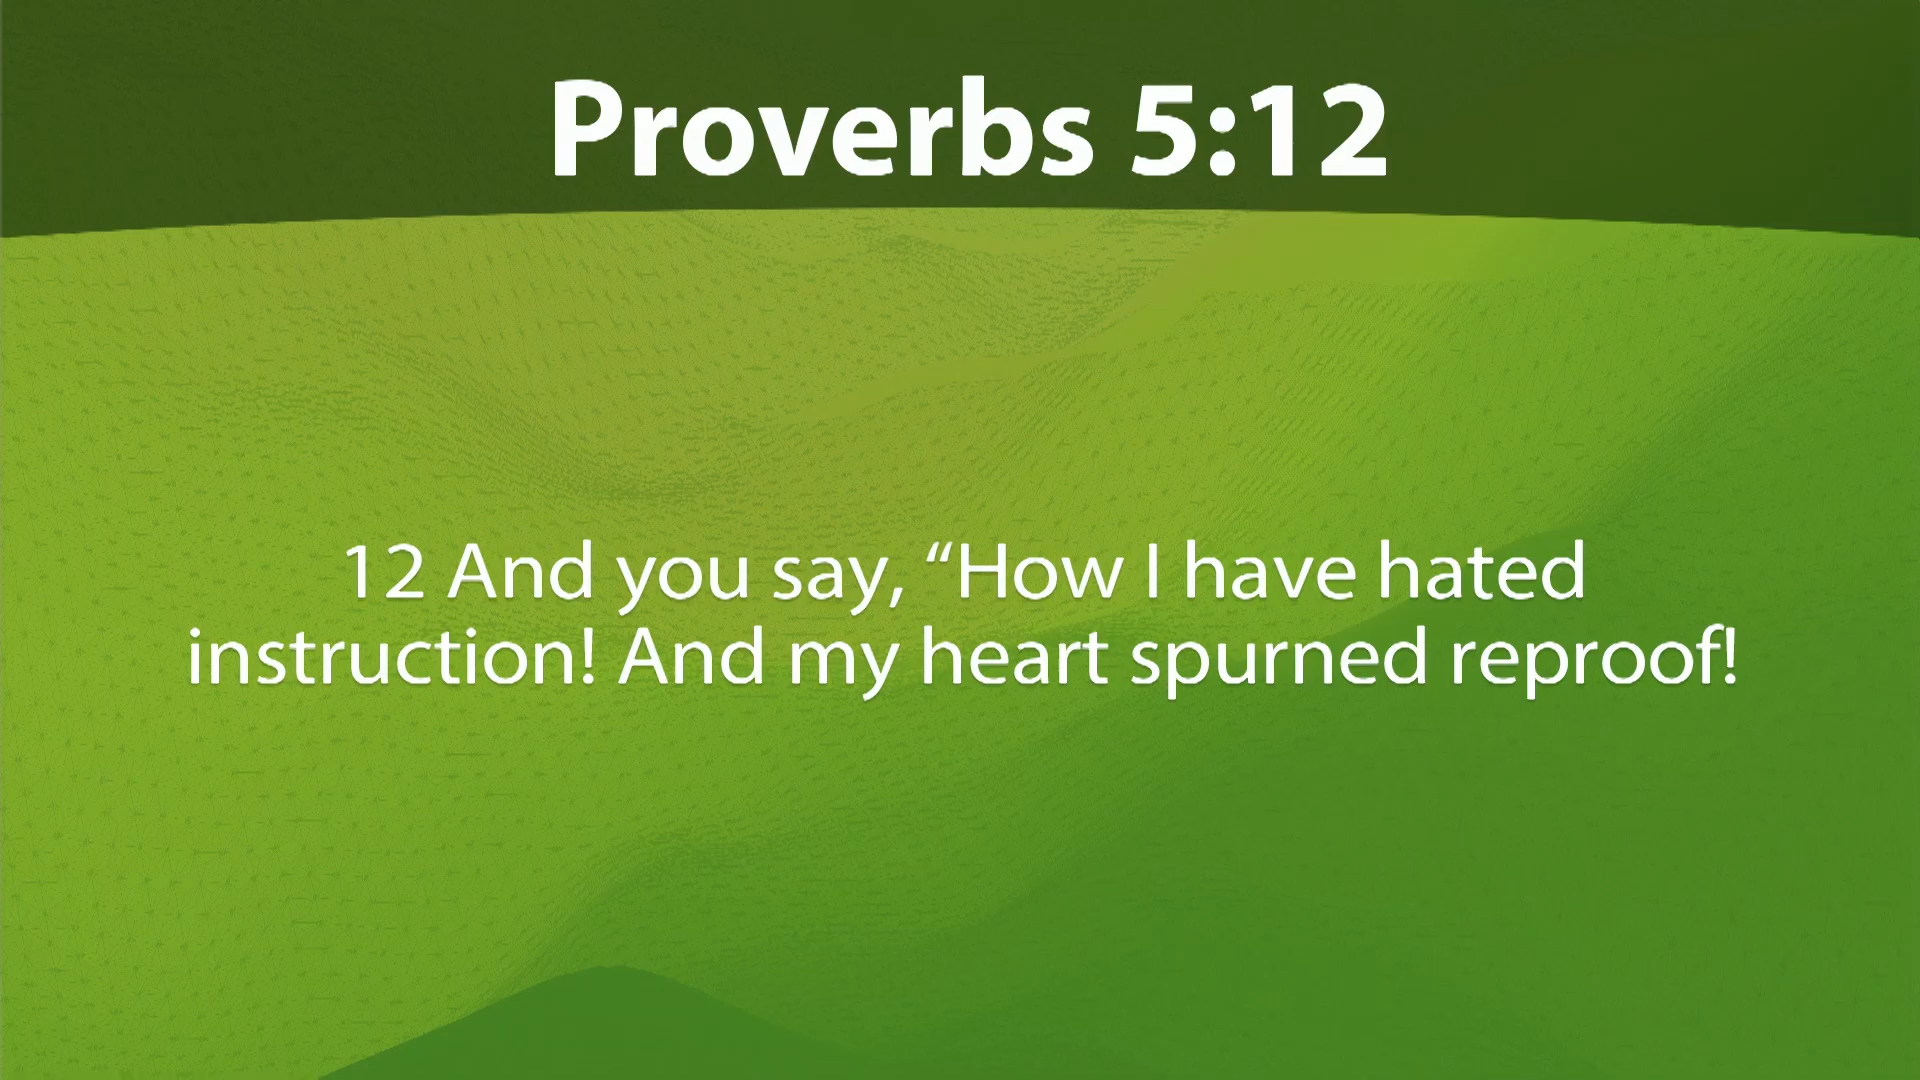 Proverbs 5:12
12 And you say, “How I have hated
instruction! And my heart spurned reproof!